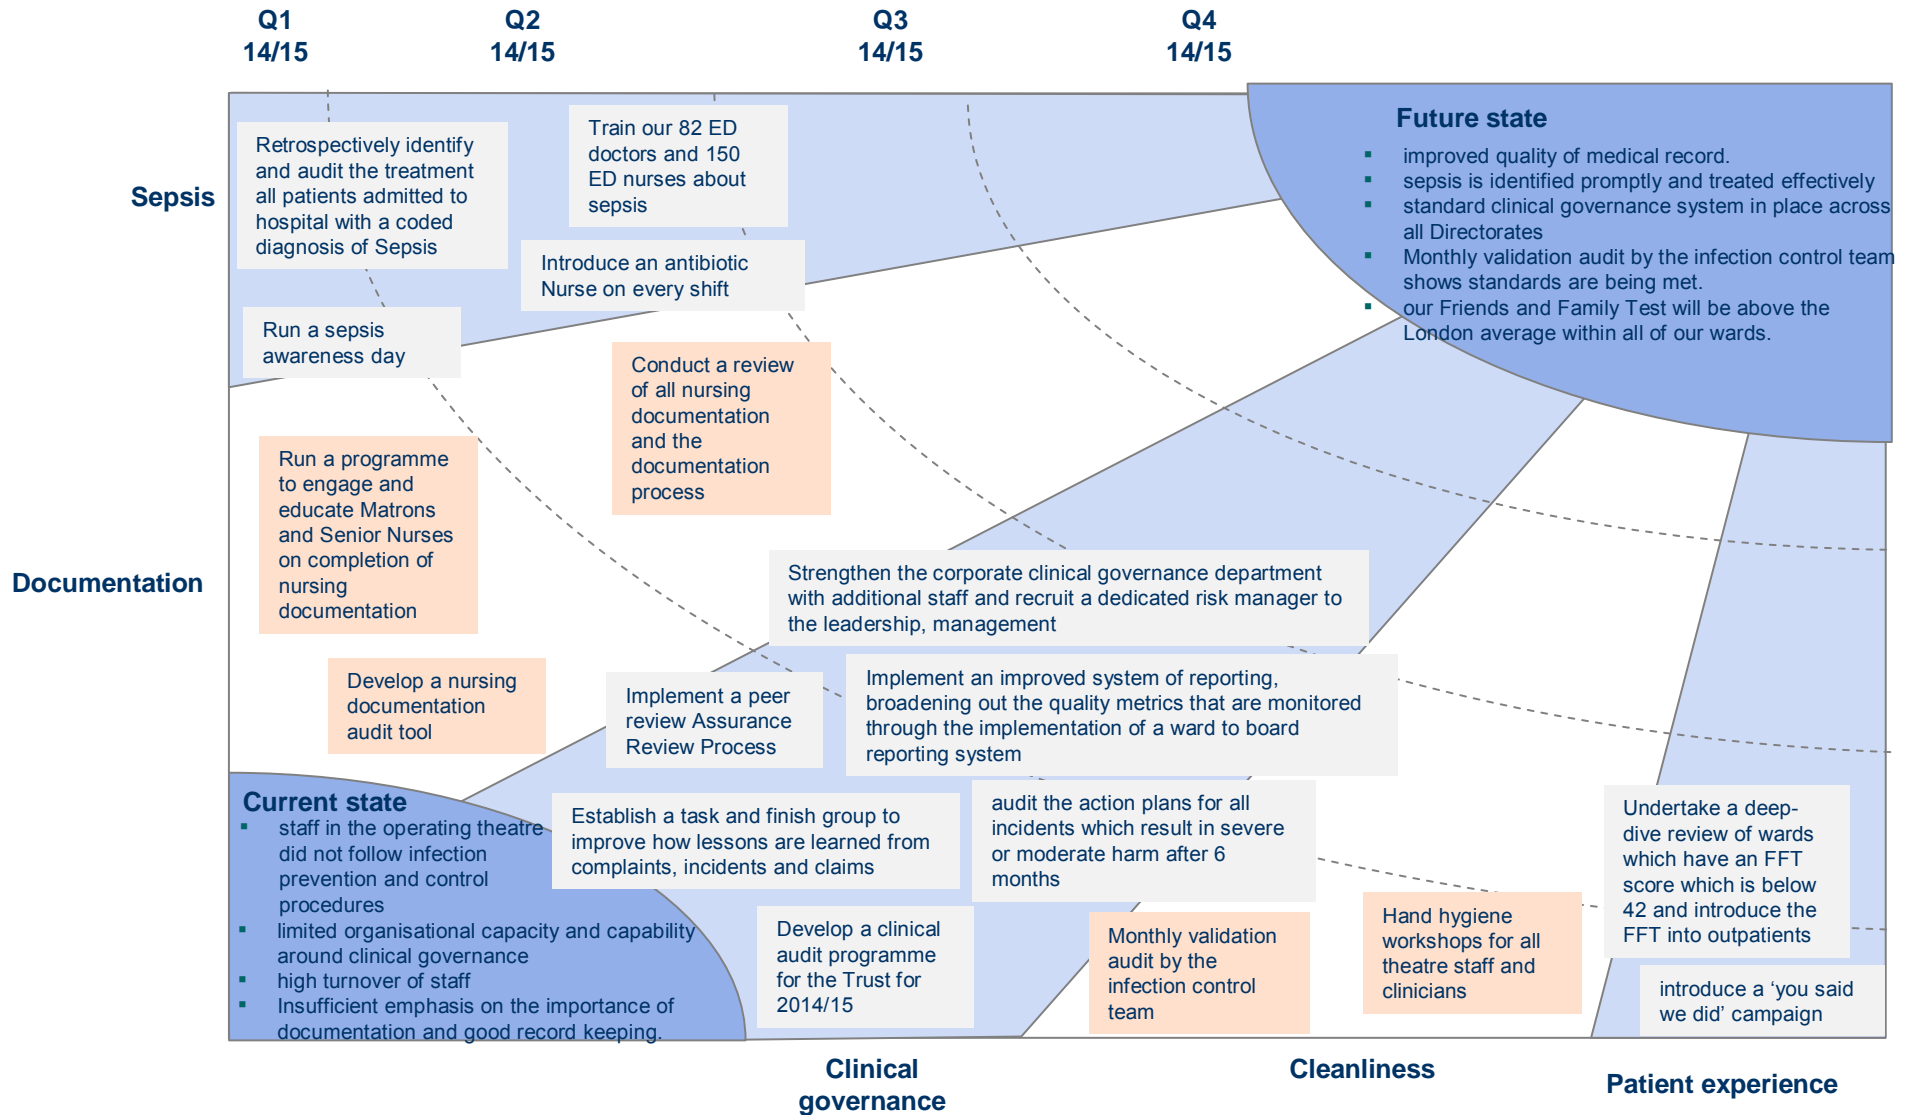 Q1
14/15
Q2
14/15
Q3
14/15
Q4
14/15
Sepsis
Retrospectively identify
and audit the treatment
all patients admitted to
hospital with a coded
diagnosis of Sepsis
Train our 82 ED
doctors and 150
ED nurses about
sepsis
Introduce an antibiotic
Nurse on every shift
Run a sepsis
awareness day
Future state
▪ improved quality of medical record.
▪ sepsis is identified promptly and treated effectively
▪ standard clinical governance system in place across
all Directorates
▪ Monthly validation audit by the infection control team
shows standards are being met.
▪ our Friends and Family Test will be above the
London average within all of our wards.
Documentation
Conduct a review
of all nursing
documentation
and the
documentation
process
Run a programme
to engage and
educate Matrons
and Senior Nurses
on completion of
nursing
documentation
Develop a nursing
documentation
audit tool
Strengthen the corporate clinical governance department
with additional staff and recruit a dedicated risk manager to
the leadership, management
Implement a peer
review Assurance
Review Process
Implement an improved system of reporting,
broadening out the quality metrics that are monitored
through the implementation of a ward to board
reporting system
Current state
▪ staff in the operating theatre
did not follow infection
prevention and control
procedures
▪ limited organisational capacity and capability
around clinical governance
▪ high turnover of staff
▪ Insufficient emphasis on the importance of
documentation and good record keeping.
Establish a task and finish group to
improve how lessons are learned from
complaints, incidents and claims
audit the action plans for all
incidents which result in severe
or moderate harm after 6
months
Develop a clinical
audit programme
for the Trust for
2014/15
Monthly validation
audit by the
infection control
team
Hand hygiene
workshops for all
theatre staff and
clinicians
Undertake a deep-
dive review of wards
which have an FFT
score which is below
42 and introduce the
FFT into outpatients
introduce a ‘you said
we did’ campaign
Clinical
governance
Cleanliness
Patient experience